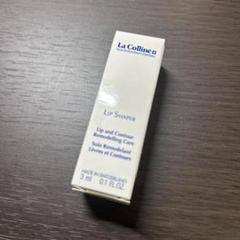 La Colline
LIP SHAPER
Lip and Contour
Remodelling Care
Soin Remodelant
Lèvres et Contours
MADE IN SWITZERLAND
3 ml 0.1 FL.OZ.